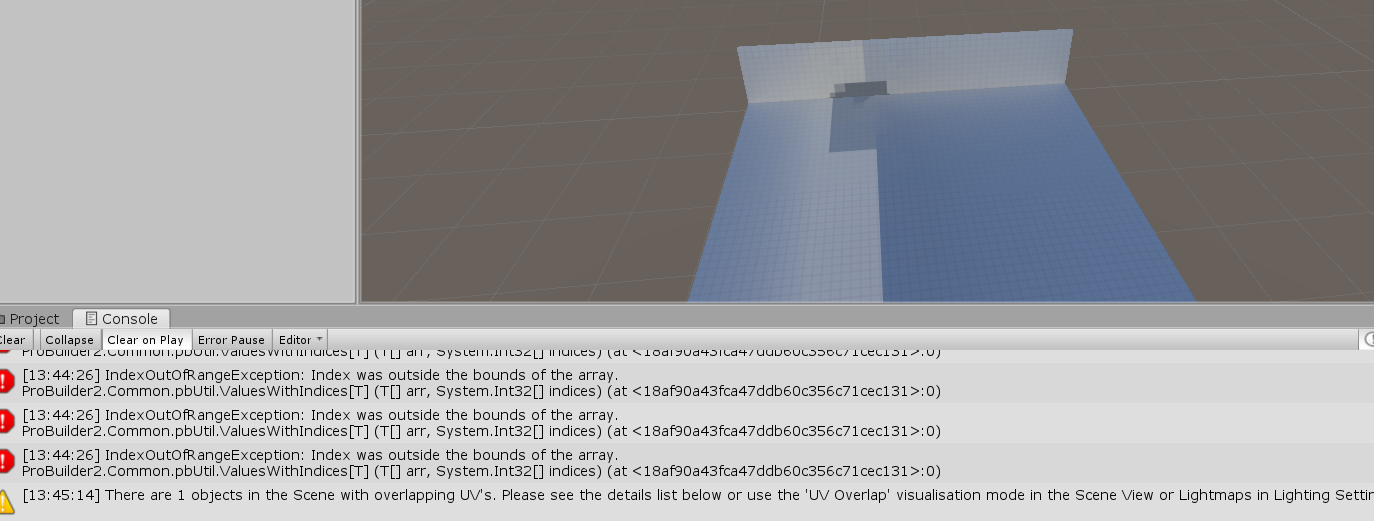 Project Console
Clear Collapse Clear on Play Error Pause Editor
ProBuilder2.Common.pbUtil.ValuesWithIndices[T] (T[] arr, System.Int32[] indices) (at <18af90a43fca47ddb60c356c71cec131>:0)
[13:44:26] IndexOutOfRangeException: Index was outside the bounds of the array.
ProBuilder2.Common.pbUtil.ValuesWithIndices[T] (T[] arr, System.Int32[] indices) (at <18af90a43fca47ddb60c356c71cec131>:0)
[13:44:26] IndexOutOfRangeException: Index was outside the bounds of the array.
ProBuilder2.Common.pbUtil.ValuesWithIndices[T] (T[] arr, System.Int32[] indices) (at <18af90a43fca47ddb60c356c71cec131>:0)
[13:44:26] IndexOutOfRangeException: Index was outside the bounds of the array.
ProBuilder2.Common.pbUtil.ValuesWithIndices[T] (T[] arr, System.Int32[] indices) (at <18af90a43fca47ddb60c356c71cec131>:0)
[13:45:14] There are 1 objects in the Scene with overlapping UV's. Please see the details list below or use the 'UV Overlap' visualisation mode in the Scene View or Lightmaps in Lighting Settin